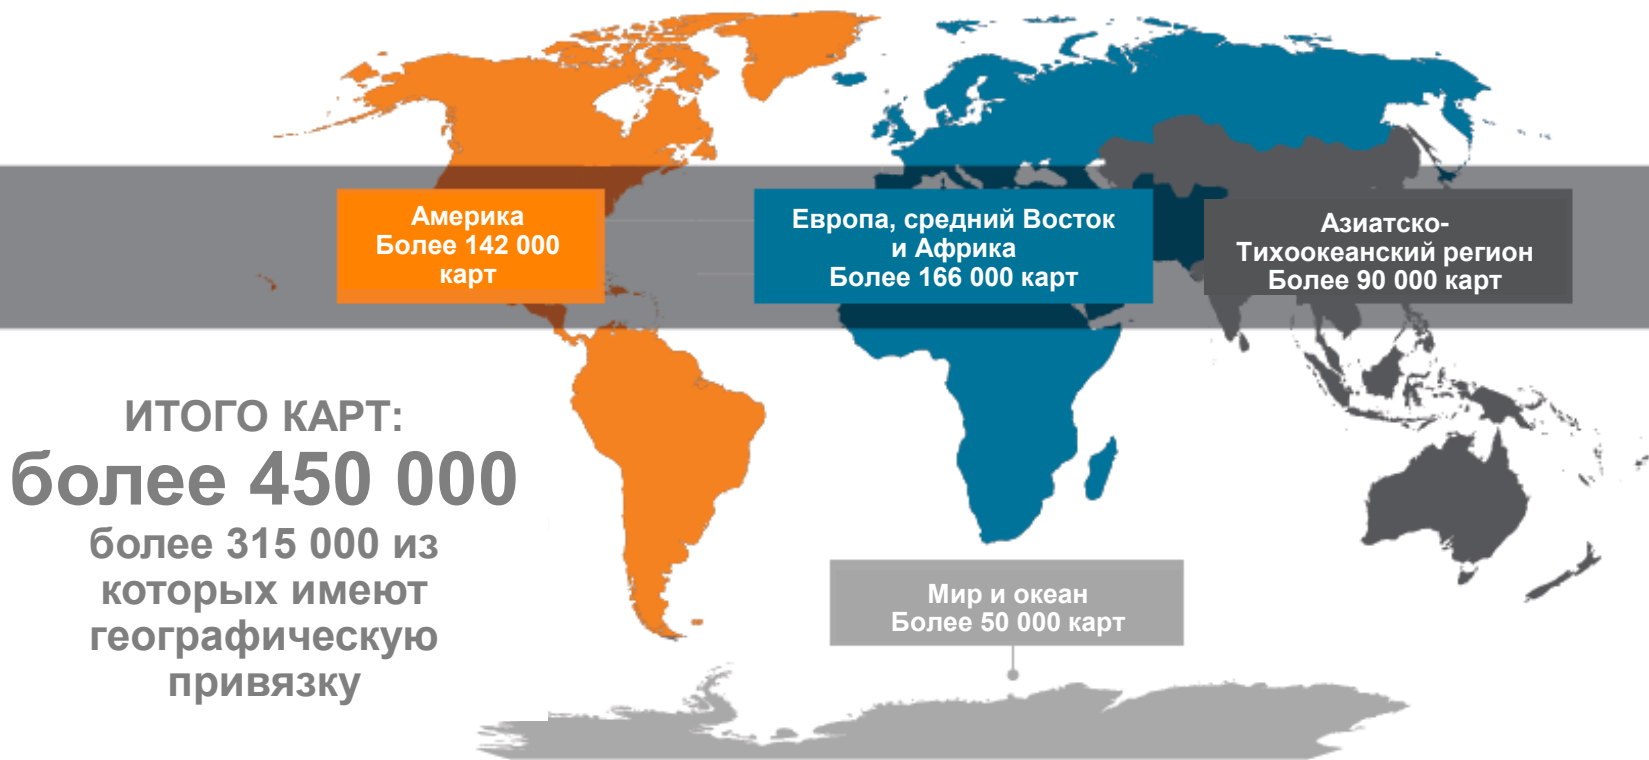 Америка
Более 142 000
карт
Европа, средний Восток
и Африка
Более 166 000 карт
Азиатско-
Тихоокеанский регион
Более 90 000 карт
ИТОГО КАРТ:
более 450 000
более 315 000 из
которых имеют
географическую
привязку
Мир и океан
Более 50 000 карт